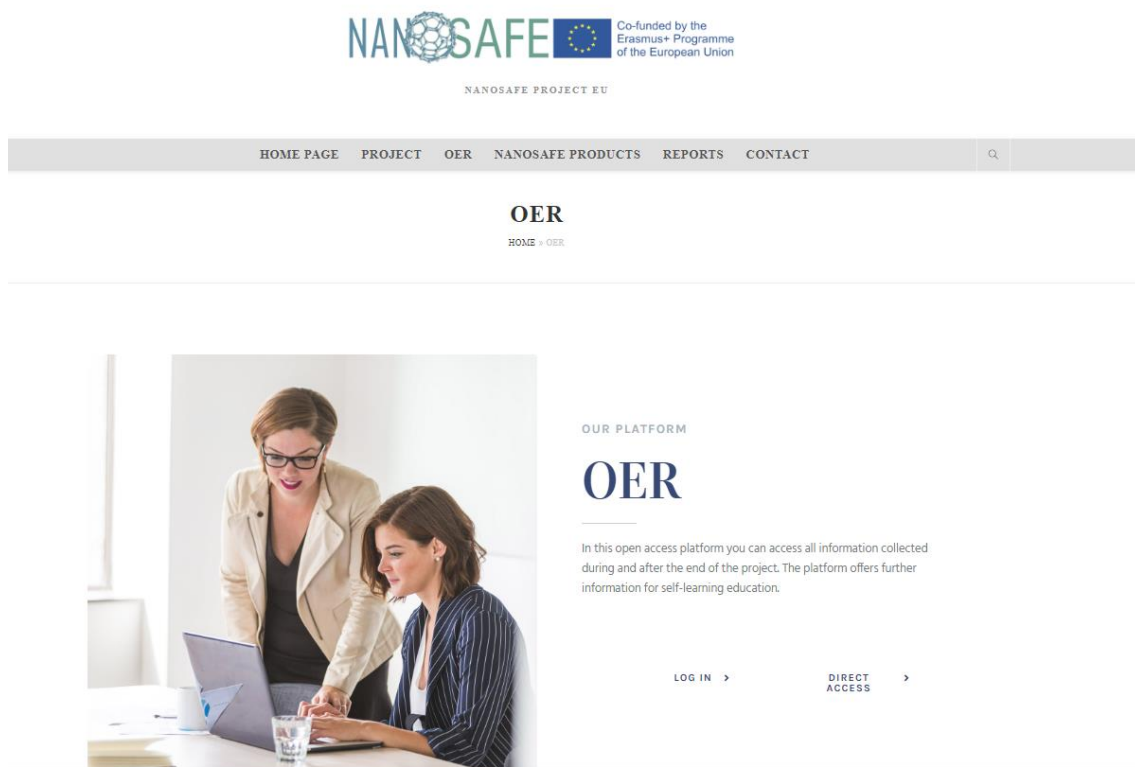 NANOSAFE
Co-funded by the
Erasmus+ Programme
of the European Union
NANOSAFE PROJECT EU
HOME PAGE PROJECT OER NANOSAFE PRODUCTS REPORTS CONTACT
OER
HOME » OER
OUR PLATFORM
OER
In this open access platform you can access all information collected
during and after the end of the project. The platform offers further
information for self-learning education.
LOG IN >
DIRECT >
ACCESS